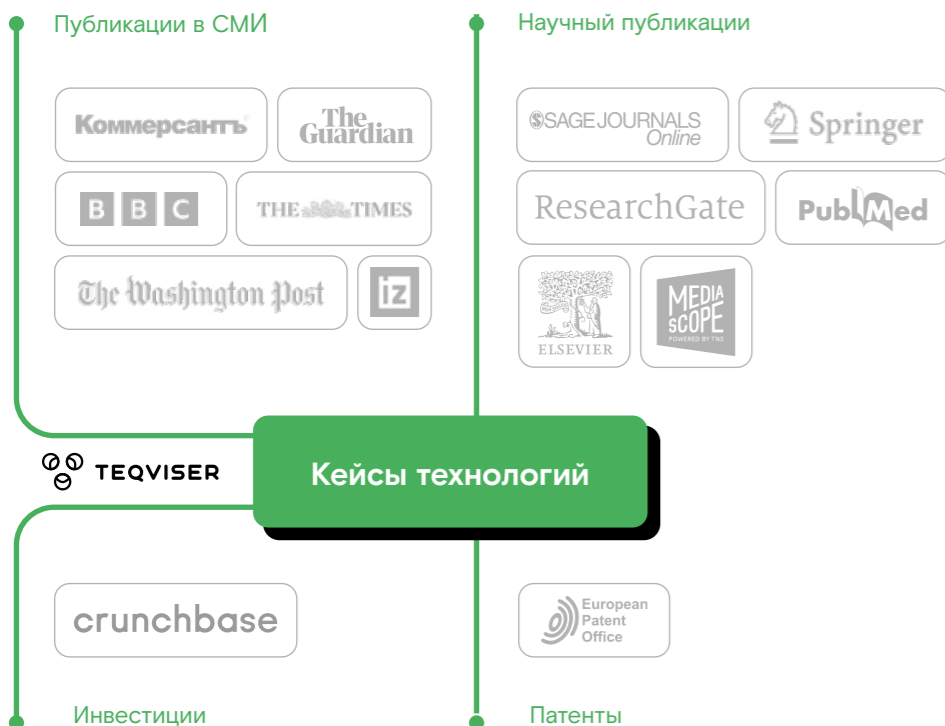 Публикации в СМИ
Коммерсантъ
The
Guardian
BBC
THE TIMES
The Washington Post
iz
Научный публикации
SAGE JOURNALS
Online
Springer
ResearchGate
PubMed
ELSEVIER
MEDIA
SCOPE
POWERED BY TNS
TEQVISER
Кейсы технологий
crunchbase
Инвестиции
European
Patent
Office
Патенты